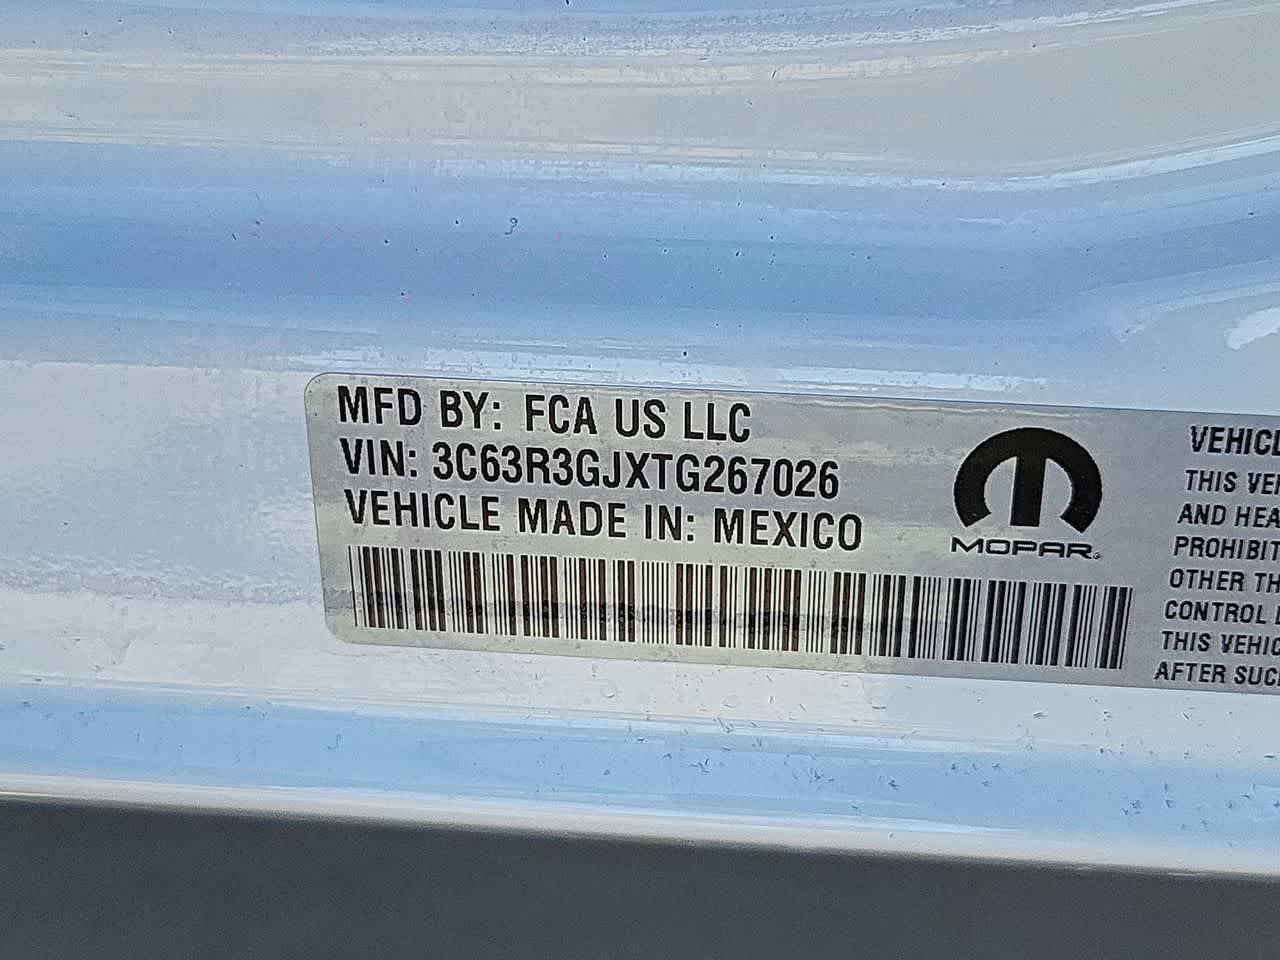 MFD BY: FCA US LLC
VIN: 3C63R3GJXTG267026
VEHICLE MADE IN: MEXICO
MOPAR®
VEHICL
THIS VEH
AND HEA
PROHIBIT
OTHER TH
CONTROL
THIS VEHIC
AFTER SUC